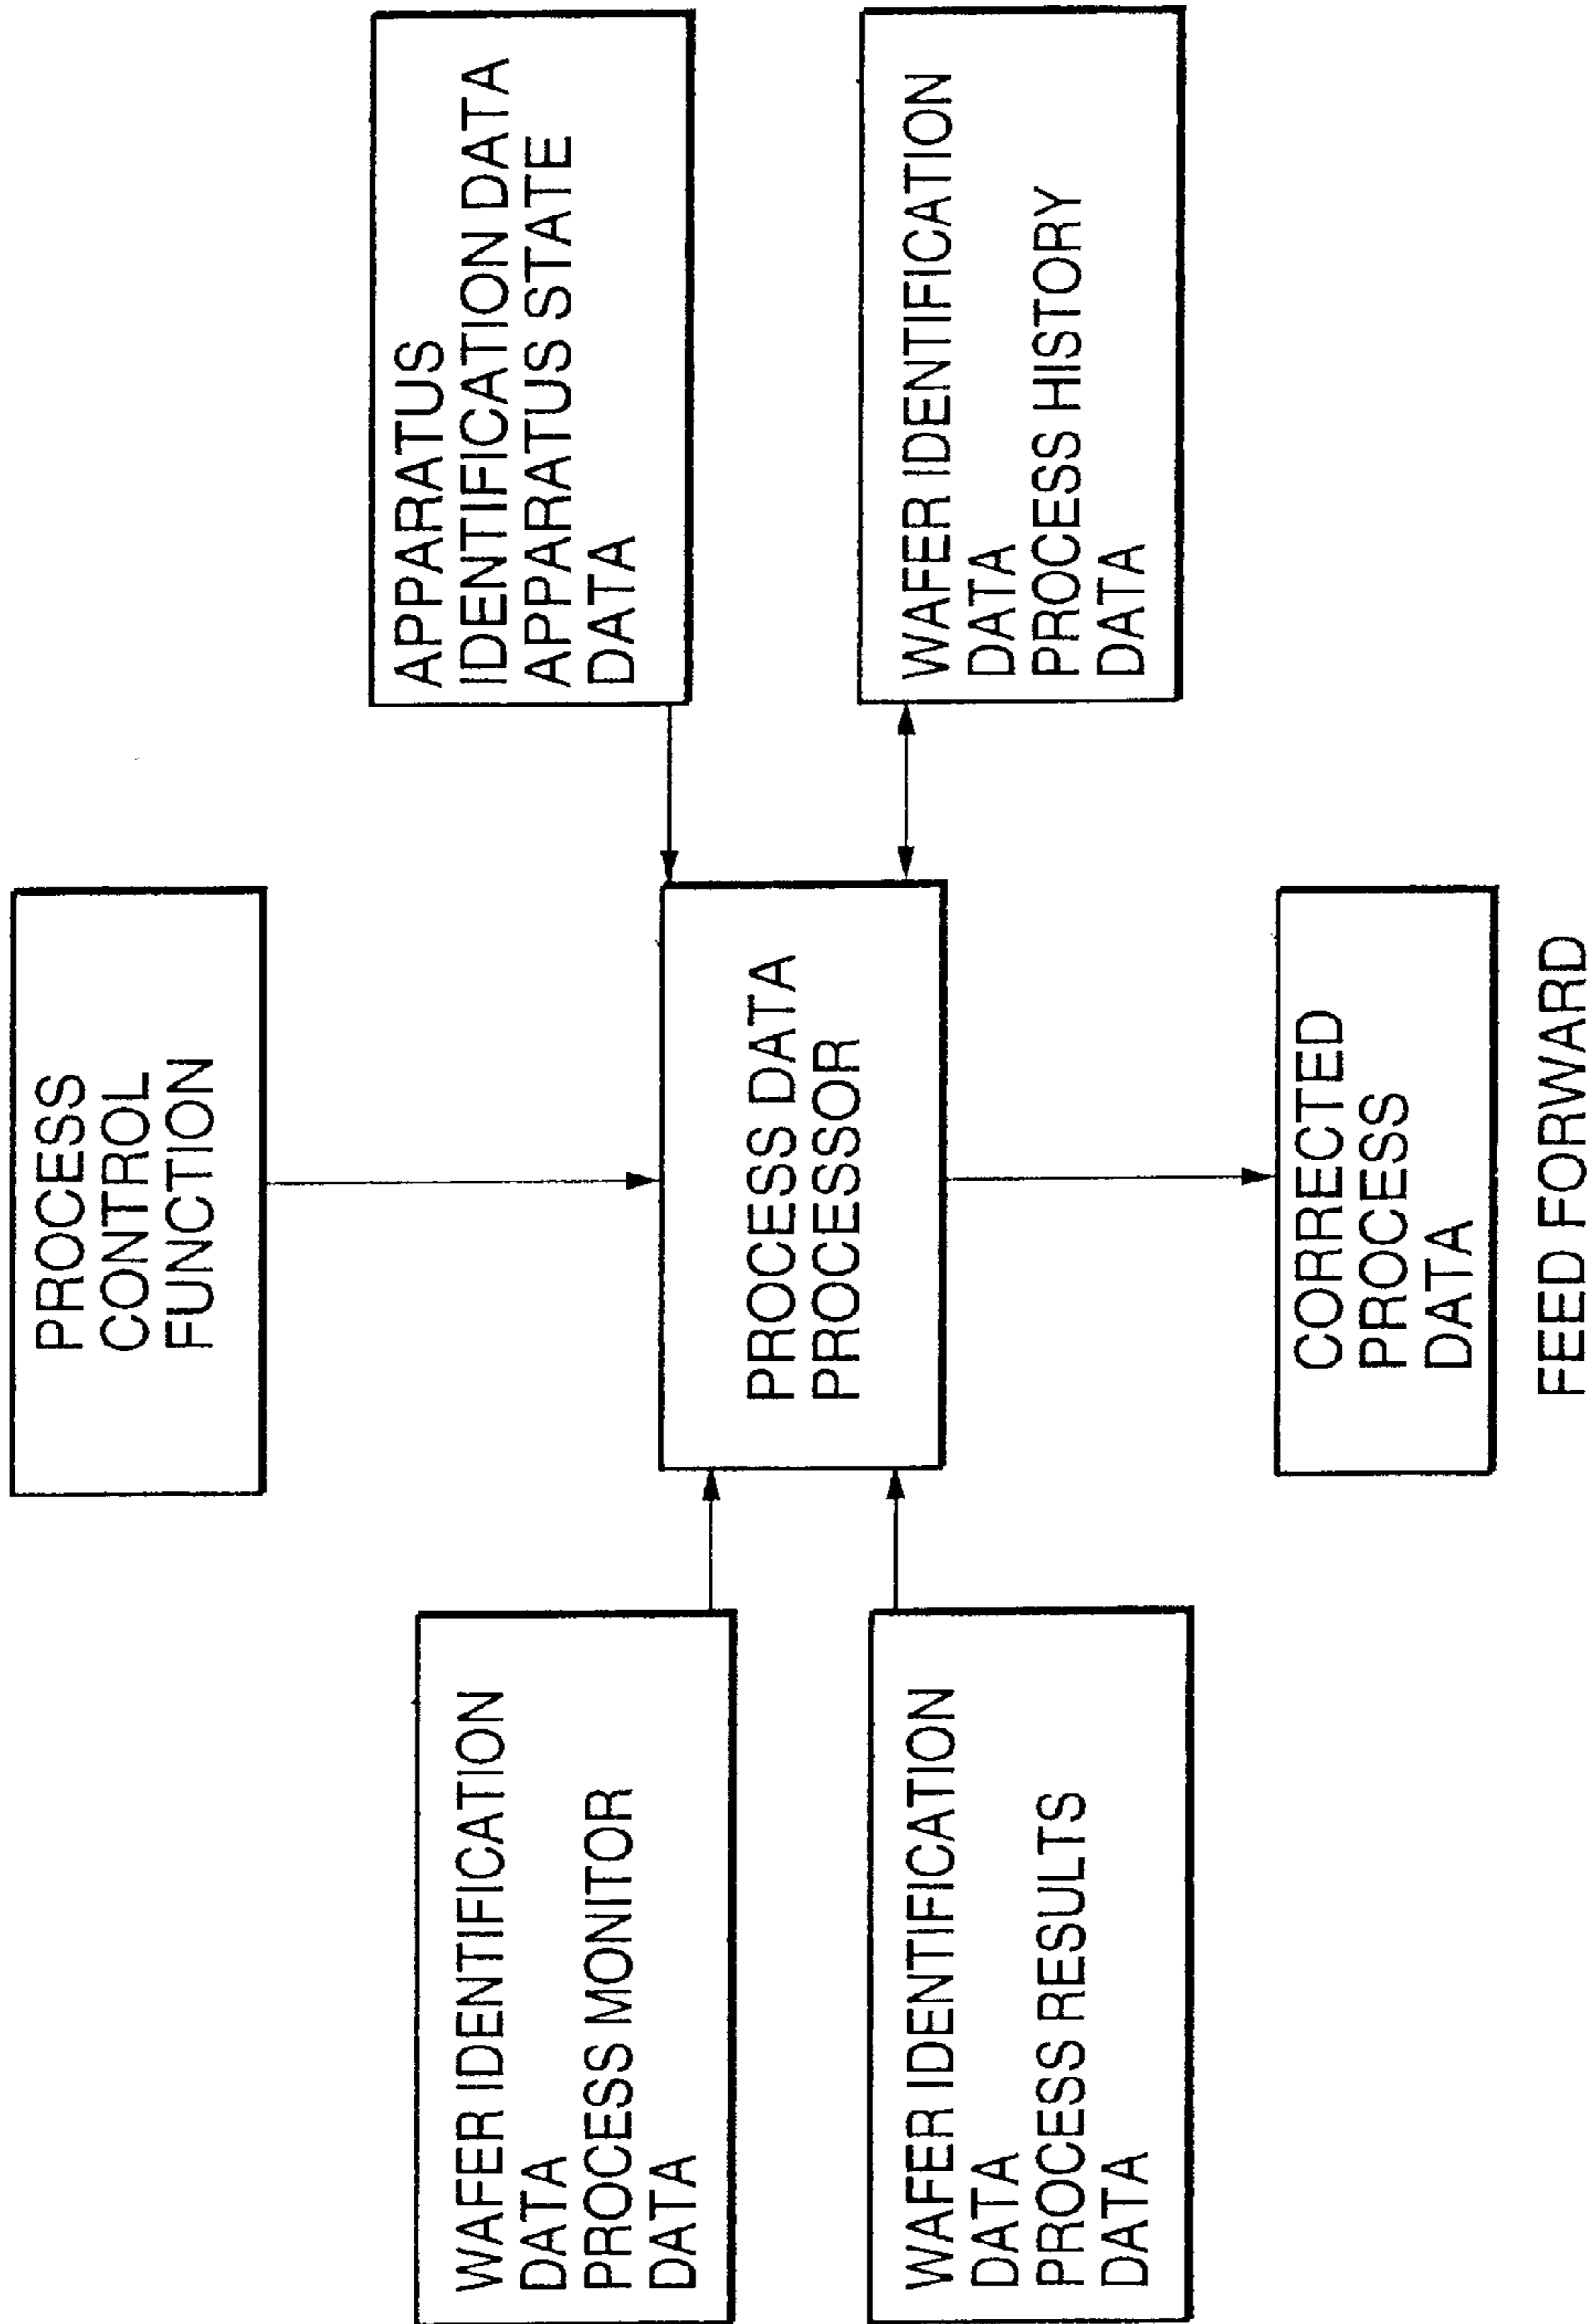 PROCESS
CONTROL
FUNCTION
WAFER IDENTIFICATION
DATA
PROCESS MONITOR
DATA
APPARATUS
IDENTIFICATION DATA
APPARATUS STATE
DATA
PROCESS DATA
PROCESSOR
WAFER IDENTIFICATION
DATA
PROCESS RESULTS
DATA
WAFER IDENTIFICATION
DATA
PROCESS HISTORY
DATA
CORRECTED
PROCESS
DATA
FEED FORWARD